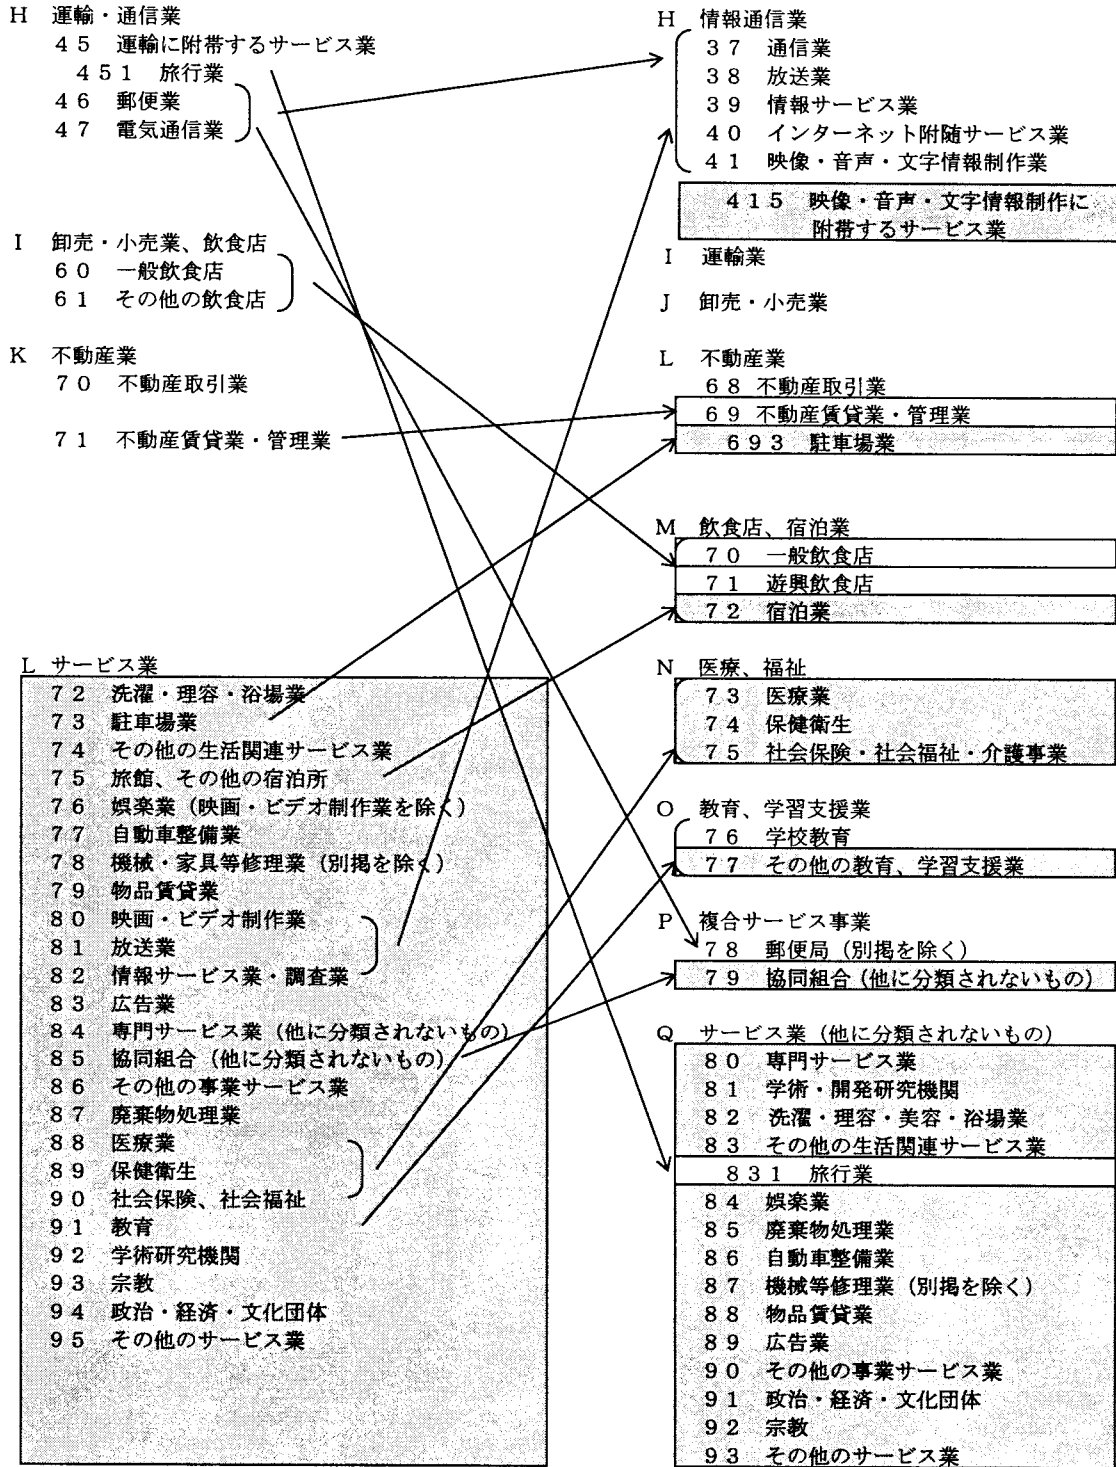 H 運輸・通信業
45 運輸に附帯するサービス業
451 旅行業
46 郵便業
47 電気通信業
I 卸売・小売業、飲食店
60 一般飲食店
61 その他の飲食店
K 不動産業
70 不動産取引業
71 不動産賃貸業・管理業
L サービス業
72 洗濯・理容・浴場業
73 駐車場業
74 その他の生活関連サービス業
75 旅館、その他の宿泊所
76 娯楽業(映画・ビデオ制作業を除く)
77 自動車整備業
78 機械・家具等修理業(別掲を除く)
79 物品賃貸業
80 映画・ビデオ制作業
81 放送業
82 情報サービス業・調査業
83 広告業
84 専門サービス業(他に分類されないもの)
85 協同組合(他に分類されないもの)
86 その他の事業サービス業
87 廃棄物処理業
88 医療業
89 保健衛生
90 社会保険、社会福祉
91 教育
92 学術研究機関
93 宗教
94 政治・経済・文化団体
95 その他のサービス業
H 情報通信業
37 通信業
38 放送業
39 情報サービス業
40 インターネット附随サービス業
41 映像・音声・文字情報制作業
415 映像・音声・文字情報制作に
附帯するサービス業
I 運輸業
J 卸売・小売業
L 不動産業
68 不動産取引業
69 不動産賃貸業・管理業
693 駐車場業
M 飲食店、宿泊業
70 一般飲食店
71 遊興飲食店
72 宿泊業
N 医療、福祉
73 医療業
74 保健衛生
75 社会保険・社会福祉・介護事業
O 教育、学習支援業
76 学校教育
77 その他の教育、学習支援業
P 複合サービス事業
78 郵便局(別掲を除く)
79 協同組合(他に分類されないもの)
Q サービス業(他に分類されないもの)
80 専門サービス業
81 学術・開発研究機関
82 洗濯・理容・美容・浴場業
83 その他の生活関連サービス業
831 旅行業
84 娯楽業
85 廃棄物処理業
86 自動車整備業
87 機械等修理業(別掲を除く)
88 物品賃貸業
89 広告業
90 その他の事業サービス業
91 政治・経済・文化団体
92 宗教
93 その他のサービス業